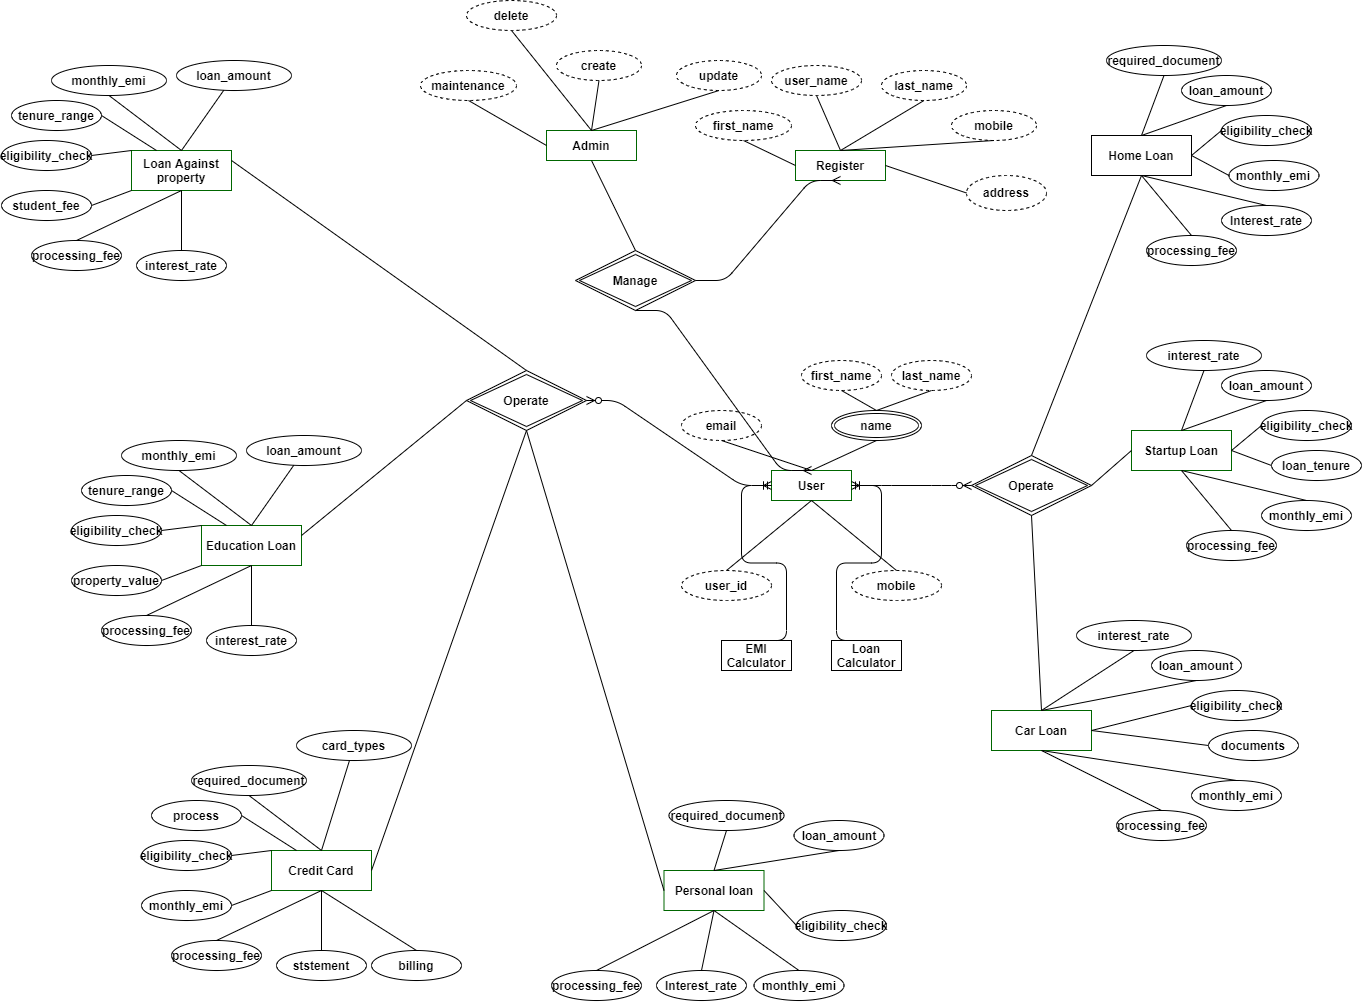 delete
create
update
maintenance
Admin
user_name
last_name
first_name
mobile
Register
address
monthly_emi
loan_amount
tenure_range
eligibility_check
Loan Against
property
student_fee
processing_fee
interest_rate
required_document
loan_amount
eligibility_check
Home Loan
monthly_emi
Interest_rate
processing_fee
Manage
Operate
first_name
last_name
email
name
User
user_id
mobile
EMI
Calculator
Loan
Calculator
Operate
interest_rate
loan_amount
eligibility_check
Startup Loan
loan_tenure
monthly_emi
processing_fee
monthly_emi
loan_amount
tenure_range
eligibility_check
Education Loan
property_value
processing_fee
interest_rate
interest_rate
loan_amount
eligibility_check
Car Loan
documents
monthly_emi
processing_fee
card_types
required_document
process
eligibility_check
Credit Card
monthly_emi
processing_fee
ststement
billing
required_document
loan_amount
Personal loan
eligibility_check
processing_fee
Interest_rate
monthly_emi